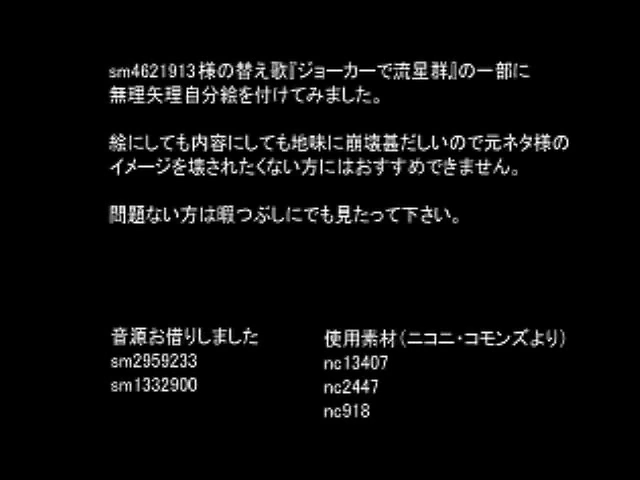 sm4621913様の替え歌『ジョーカーで流星群』の一部に
無理矢理自分絵を付けてみました。
絵にしても内容にしても地味に崩壊甚だしいので元ネタ様の
イメージを壊されたくない方にはおすすめできません。
問題ない方は暇つぶしにでも見たって下さい。
音源お借りしました
sm2959233
sm1332900
使用素材（ニコニ・コモンズより）
nc13407
nc2447
nc918